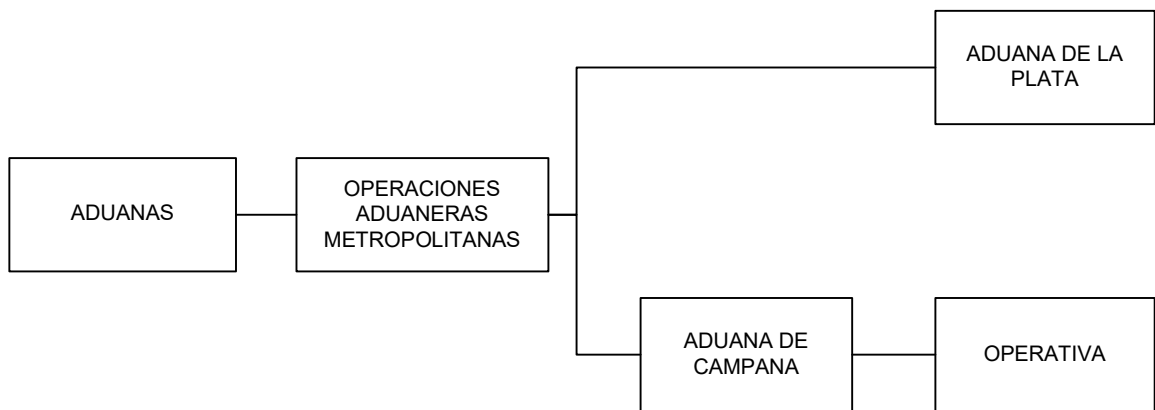 ADUANA DE LA
PLATA
ADUANAS
OPERACIONES
ADUANERAS
METROPOLITANAS
ADUANA DE
CAMPANA
OPERATIVA